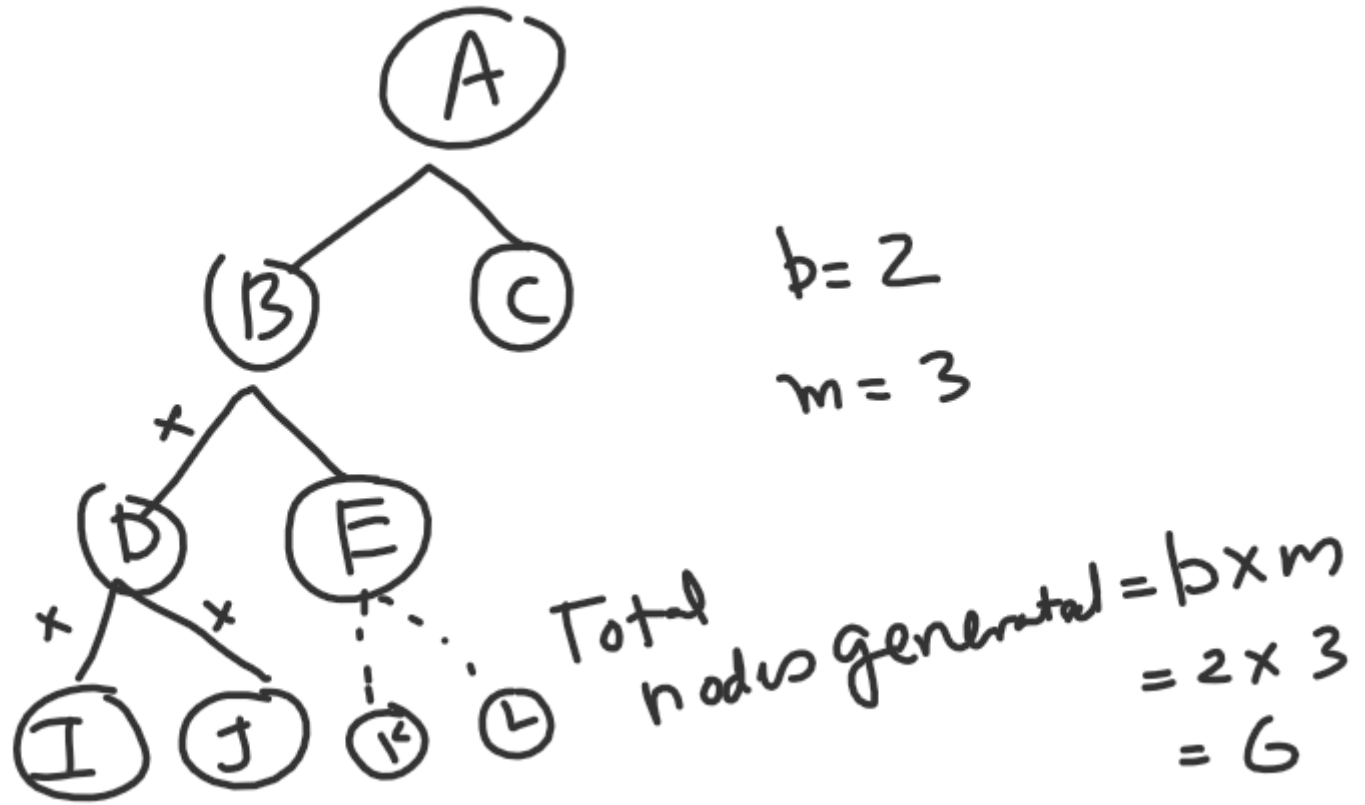 A
B C
b= 2
m= 3
x
D E
x x
I J K L
Total nodes generated = b x m
= 2 x 3
= 6